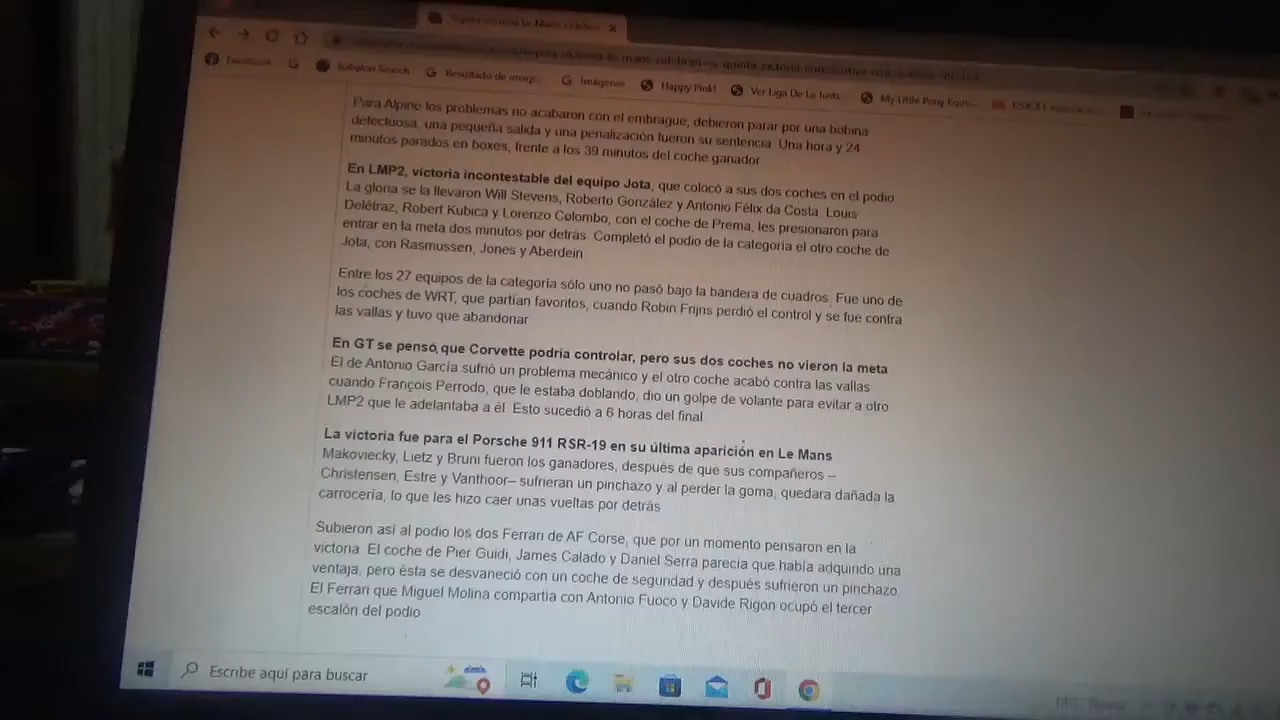 Facebook
Babylon Search
Resultado de image...
Imágenes
Happy Pink!
Ver Liga De La Justi...
My Little Pony Eques...
Para Alpine los problemas no acabaron con el embrague, debieron parar por una bobina
defectuosa, una pequeña salida y una penalización fueron su sentencia. Una hora y 24
minutos parados en boxes, frente a los 39 minutos del coche ganador
En LMP2, victoria incontestable del equipo Jota, que colocó a sus dos coches en el podio
La gloria se la llevaron Will Stevens, Roberto González y Antonio Félix da Costa. Louis
Delétraz, Robert Kubica y Lorenzo Colombo, con el coche de Prema, les presionaron para
entrar en la meta dos minutos por detrás. Completó el podio de la categoría el otro coche de
Jota, con Rasmussen, Jones y Aberdein
Entre los 27 equipos de la categoría sólo uno no pasó bajo la bandera de cuadros. Fue uno de
los coches de WRT, que partían favoritos, cuando Robin Frijns perdió el control y se fue contra
las vallas y tuvo que abandonar
En GT se pensó que Corvette podría controlar, pero sus dos coches no vieron la meta
El de Antonio García sufrió un problema mecánico y el otro coche acabó contra las vallas
cuando François Perrodo, que le estaba doblando, dio un golpe de volante para evitar a otro
LMP2 que le adelantaba a él. Esto sucedió a 6 horas del final
La victoria fue para el Porsche 911 RSR-19 en su última aparición en Le Mans
Makoviecky, Lietz y Bruni fueron los ganadores, después de que sus compañeros –
Christensen, Estre y Vanthoor– sufrieran un pinchazo y al perder la goma, quedara dañada la
carrocería, lo que les hizo caer unas vueltas por detrás
Subieron así al podio los dos Ferrari de AF Corse, que por un momento pensaron en la
victoria. El coche de Pier Guidi, James Calado y Daniel Serra parecía que había adquirido una
ventaja, pero ésta se desvaneció con un coche de seguridad y después sufrieron un pinchazo.
El Ferrari que Miguel Molina compartía con Antonio Fuoco y Davide Rigon ocupó el tercer
escalón del podio
Escribe aquí para buscar